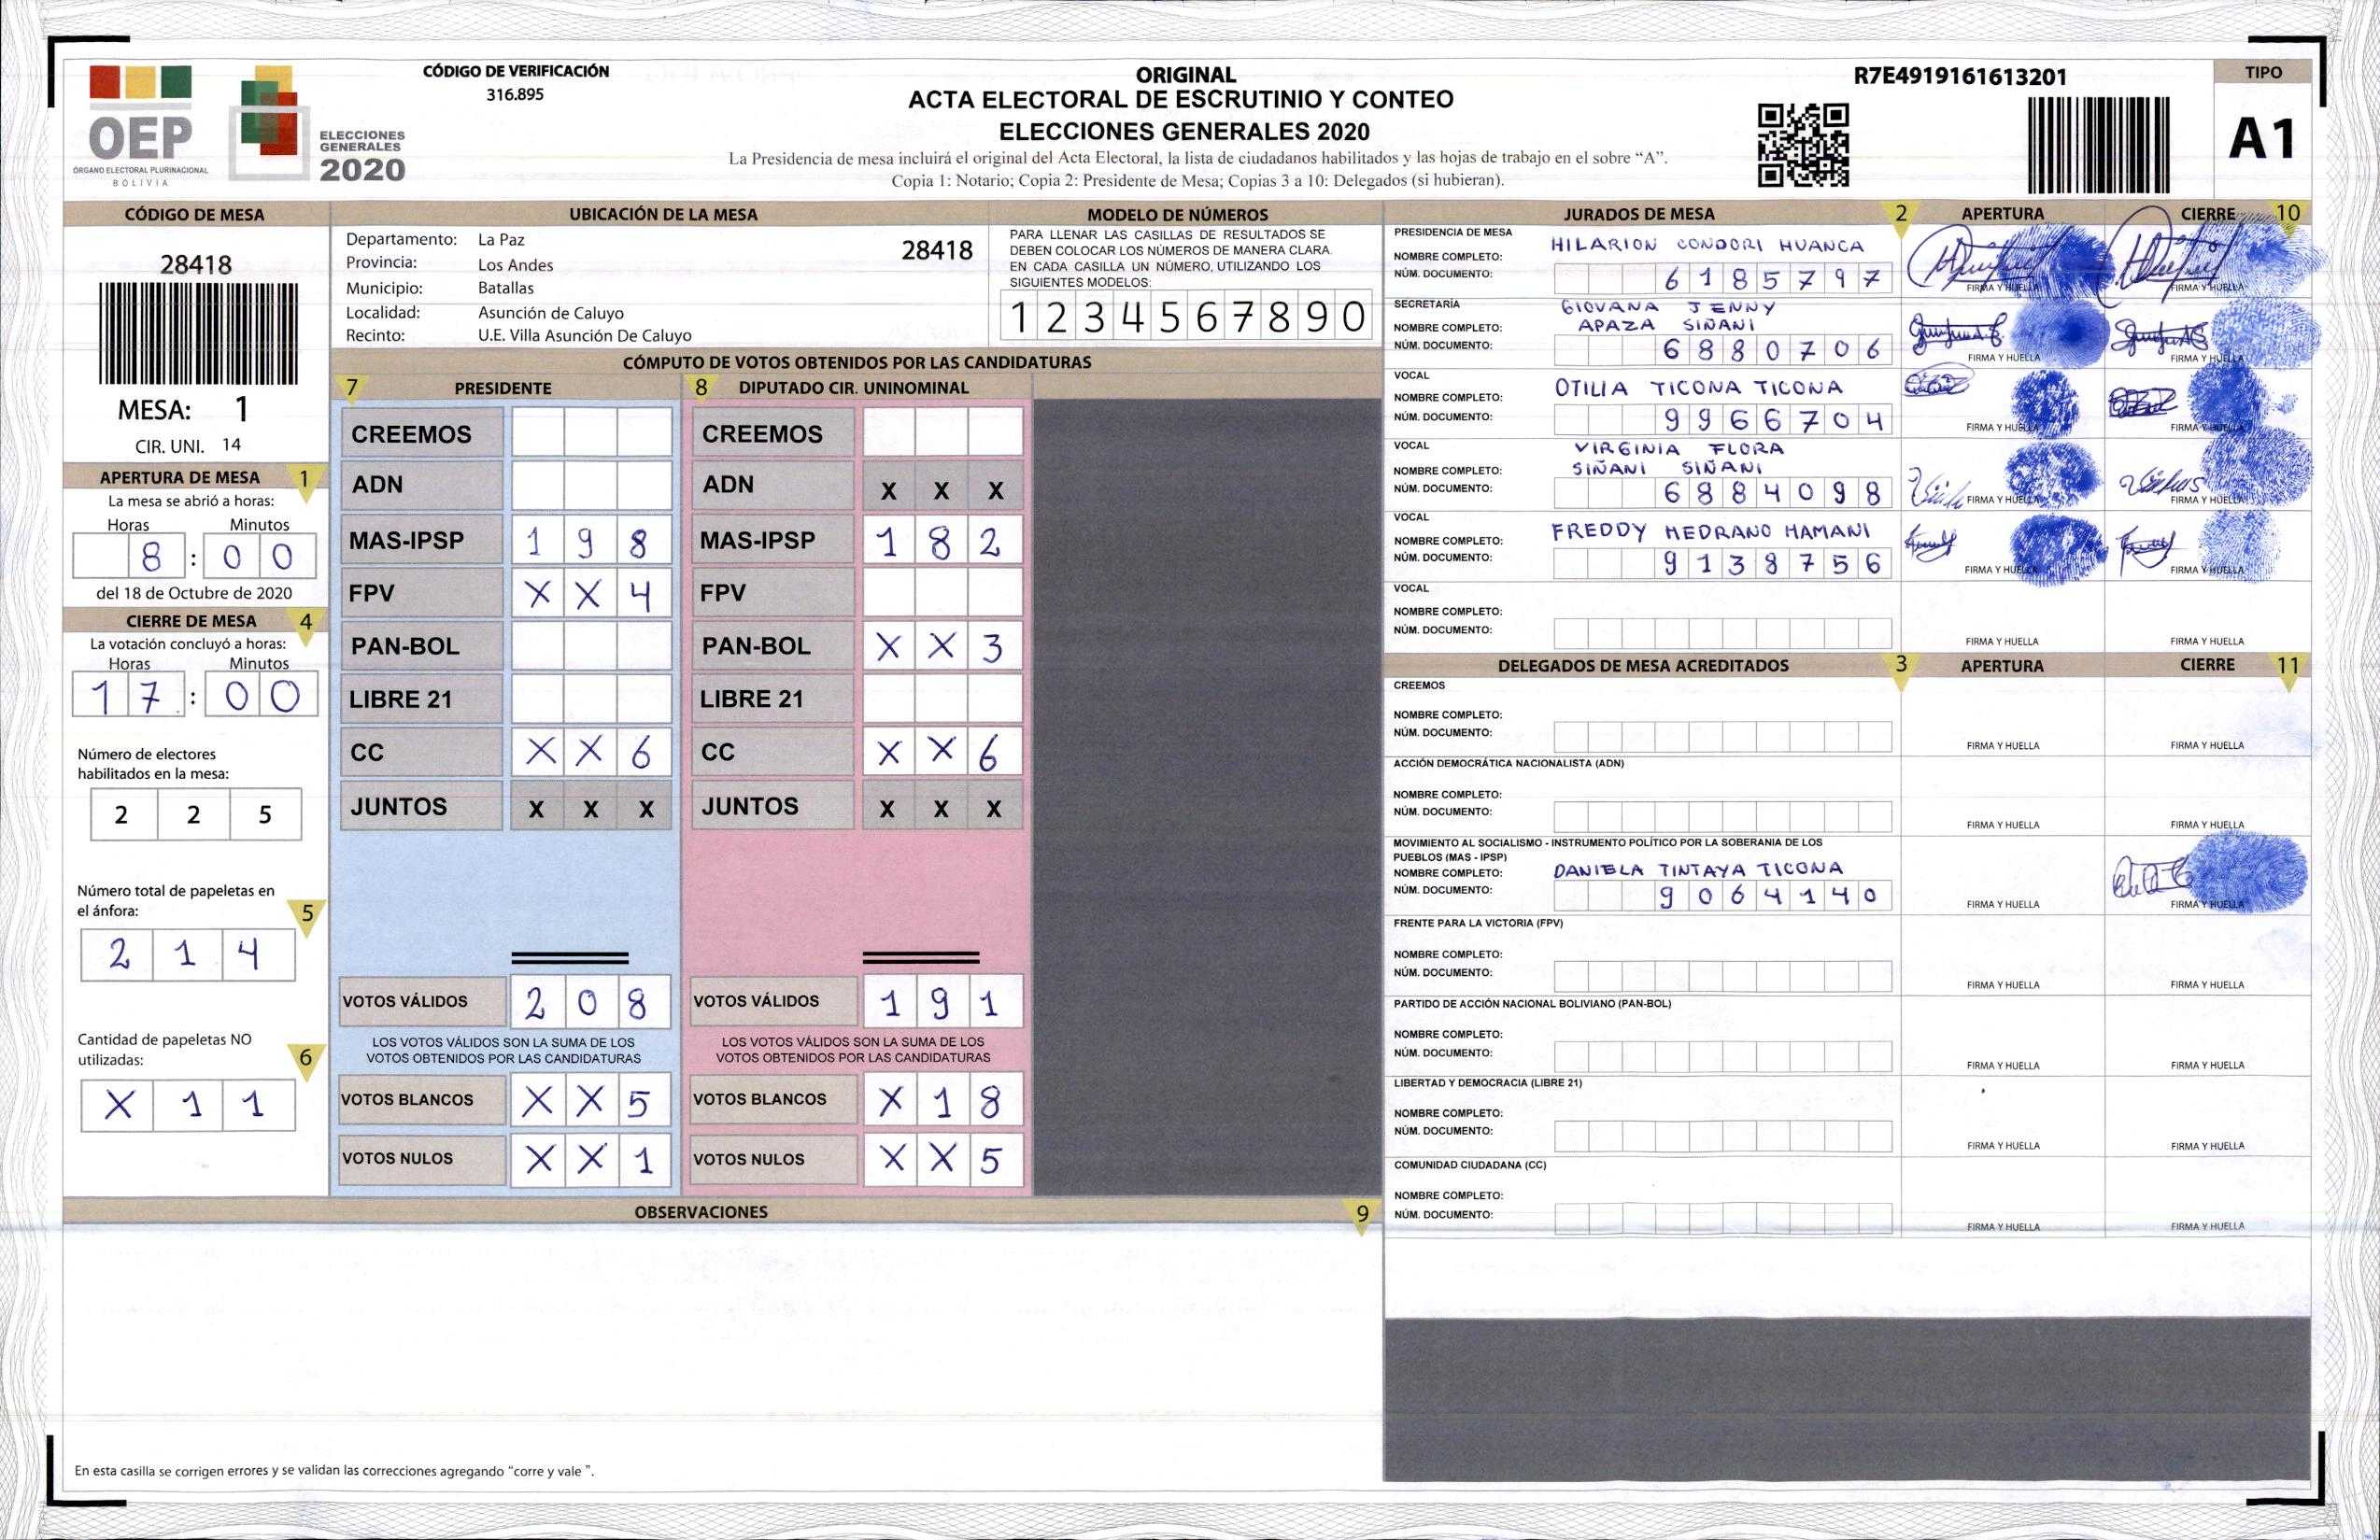 OEP
ÓRGANO ELECTORAL PLURINACIONAL
BOLIVIA
ELECCIONES
GENERALES
2020
CÓDIGO DE VERIFICACIÓN
316.895
ORIGINAL
ACTA ELECTORAL DE ESCRUTINIO Y CONTEO
ELECCIONES GENERALES 2020
La Presidencia de mesa incluirá el original del Acta Electoral, la lista de ciudadanos habilitados y las hojas de trabajo en el sobre “A”.
Copia 1: Notario; Copia 2: Presidente de Mesa; Copias 3 a 10: Delegados (si hubieran).
R7E4919161613201
TIPO
A1
CÓDIGO DE MESA
28418
MESA: 1
CIR. UNI. 14
APERTURA DE MESA 1
La mesa se abrió a horas:
Horas Minutos
8 : 0 0
del 18 de Octubre de 2020
CIERRE DE MESA 4
La votación concluyó a horas:
Horas Minutos
1 7 : 0 0
Número de electores
habilitados en la mesa:
2 2 5
Número total de papeletas en
el ánfora: 5
2 1 4
Cantidad de papeletas NO
utilizadas: 6
X 1 1
UBICACIÓN DE LA MESA
Departamento: La Paz 28418
Provincia: Los Andes
Municipio: Batallas
Localidad: Asunción de Caluyo
Recinto: U.E. Villa Asunción De Caluyo
MODELO DE NÚMEROS
PARA LLENAR LAS CASILLAS DE RESULTADOS SE
DEBEN COLOCAR LOS NÚMEROS DE MANERA CLARA.
EN CADA CASILLA UN NÚMERO, UTILIZANDO LOS
SIGUIENTES MODELOS:
1 2 3 4 5 6 7 8 9 0
CÓMPUTO DE VOTOS OBTENIDOS POR LAS CANDIDATURAS
7 PRESIDENTE
CREEMOS
ADN
MAS-IPSP 1 9 8
FPV X X 4
PAN-BOL
LIBRE 21
CC X X 6
JUNTOS X X X
VOTOS VÁLIDOS 2 0 8
LOS VOTOS VÁLIDOS SON LA SUMA DE LOS
VOTOS OBTENIDOS POR LAS CANDIDATURAS
VOTOS BLANCOS X X 5
VOTOS NULOS X X 1
8 DIPUTADO CIR. UNINOMINAL
CREEMOS
ADN X X X
MAS-IPSP 1 8 2
FPV
PAN-BOL X X 3
LIBRE 21
CC X X 6
JUNTOS X X X
VOTOS VÁLIDOS 1 9 1
LOS VOTOS VÁLIDOS SON LA SUMA DE LOS
VOTOS OBTENIDOS POR LAS CANDIDATURAS
VOTOS BLANCOS X 1 8
VOTOS NULOS X X 5
OBSERVACIONES 9
En esta casilla se corrigen errores y se validan las correcciones agregando “corre y vale ”.
JURADOS DE MESA 2 APERTURA CIERRE 10
PRESIDENCIA DE MESA
NOMBRE COMPLETO: HILARION CONDORI HUANCA
NÚM. DOCUMENTO: 6 1 8 5 7 9 7
FIRMA Y HUELLA FIRMA Y HUELLA
SECRETARÍA
NOMBRE COMPLETO: GIOVANA JENNY
APAZA SIÑANI
NÚM. DOCUMENTO: 6 8 8 0 7 0 6
FIRMA Y HUELLA FIRMA Y HUELLA
VOCAL
NOMBRE COMPLETO: OTILIA TICONA TICONA
NÚM. DOCUMENTO: 9 9 6 6 7 0 4
FIRMA Y HUELLA FIRMA Y HUELLA
VOCAL
NOMBRE COMPLETO: VIRGINIA FLORA
SIÑANI SIÑANI
NÚM. DOCUMENTO: 6 8 8 4 0 9 8
FIRMA Y HUELLA FIRMA Y HUELLA
VOCAL
NOMBRE COMPLETO: FREDDY MEDRANO MAMANI
NÚM. DOCUMENTO: 9 1 3 8 7 5 6
FIRMA Y HUELLA FIRMA Y HUELLA
VOCAL
NOMBRE COMPLETO:
NÚM. DOCUMENTO:
FIRMA Y HUELLA FIRMA Y HUELLA
DELEGADOS DE MESA ACREDITADOS 3 APERTURA CIERRE 11
CREEMOS
NOMBRE COMPLETO:
NÚM. DOCUMENTO:
FIRMA Y HUELLA FIRMA Y HUELLA
ACCIÓN DEMOCRÁTICA NACIONALISTA (ADN)
NOMBRE COMPLETO:
NÚM. DOCUMENTO:
FIRMA Y HUELLA FIRMA Y HUELLA
MOVIMIENTO AL SOCIALISMO - INSTRUMENTO POLÍTICO POR LA SOBERANIA DE LOS
PUEBLOS (MAS - IPSP)
NOMBRE COMPLETO: DANIELA TINTAYA TICONA
NÚM. DOCUMENTO: 9 0 6 4 1 4 0
FIRMA Y HUELLA FIRMA Y HUELLA
FRENTE PARA LA VICTORIA (FPV)
NOMBRE COMPLETO:
NÚM. DOCUMENTO:
FIRMA Y HUELLA FIRMA Y HUELLA
PARTIDO DE ACCIÓN NACIONAL BOLIVIANO (PAN-BOL)
NOMBRE COMPLETO:
NÚM. DOCUMENTO:
FIRMA Y HUELLA FIRMA Y HUELLA
LIBERTAD Y DEMOCRACIA (LIBRE 21)
NOMBRE COMPLETO:
NÚM. DOCUMENTO:
FIRMA Y HUELLA FIRMA Y HUELLA
COMUNIDAD CIUDADANA (CC)
NOMBRE COMPLETO:
NÚM. DOCUMENTO:
FIRMA Y HUELLA FIRMA Y HUELLA